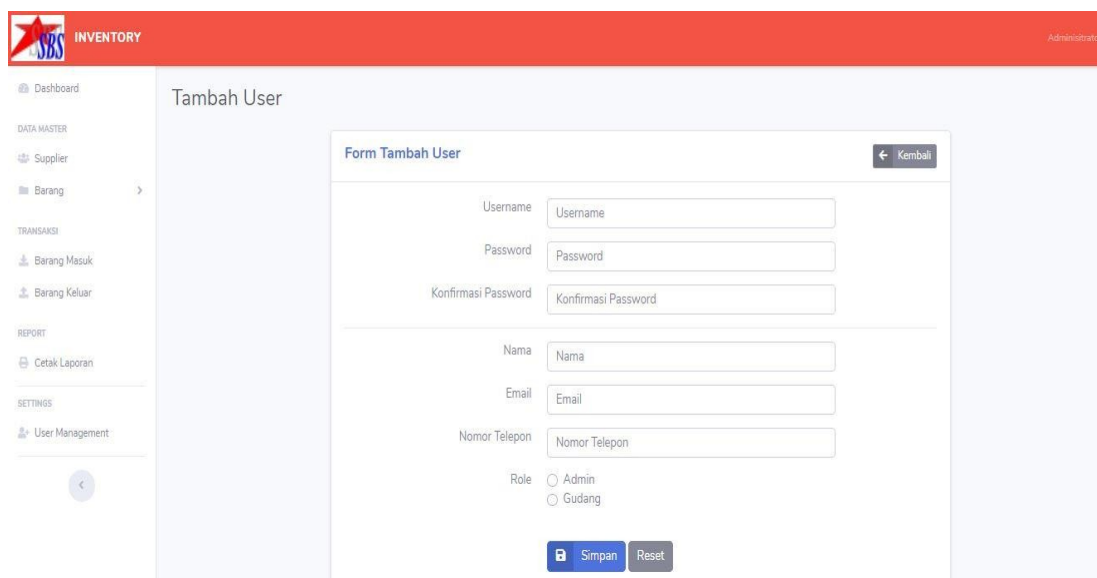 SBS INVENTORY
Adminisitrato
Dashboard
Tambah User
DATA MASTER
Supplier
Barang
TRANSAKSI
Barang Masuk
Barang Keluar
REPORT
Cetak Laporan
SETTINGS
User Management
Form Tambah User
Kembali
Username Username
Password Password
Konfirmasi Password Konfirmasi Password
Nama Nama
Email Email
Nomor Telepon Nomor Telepon
Role Admin
Gudang
Simpan Reset